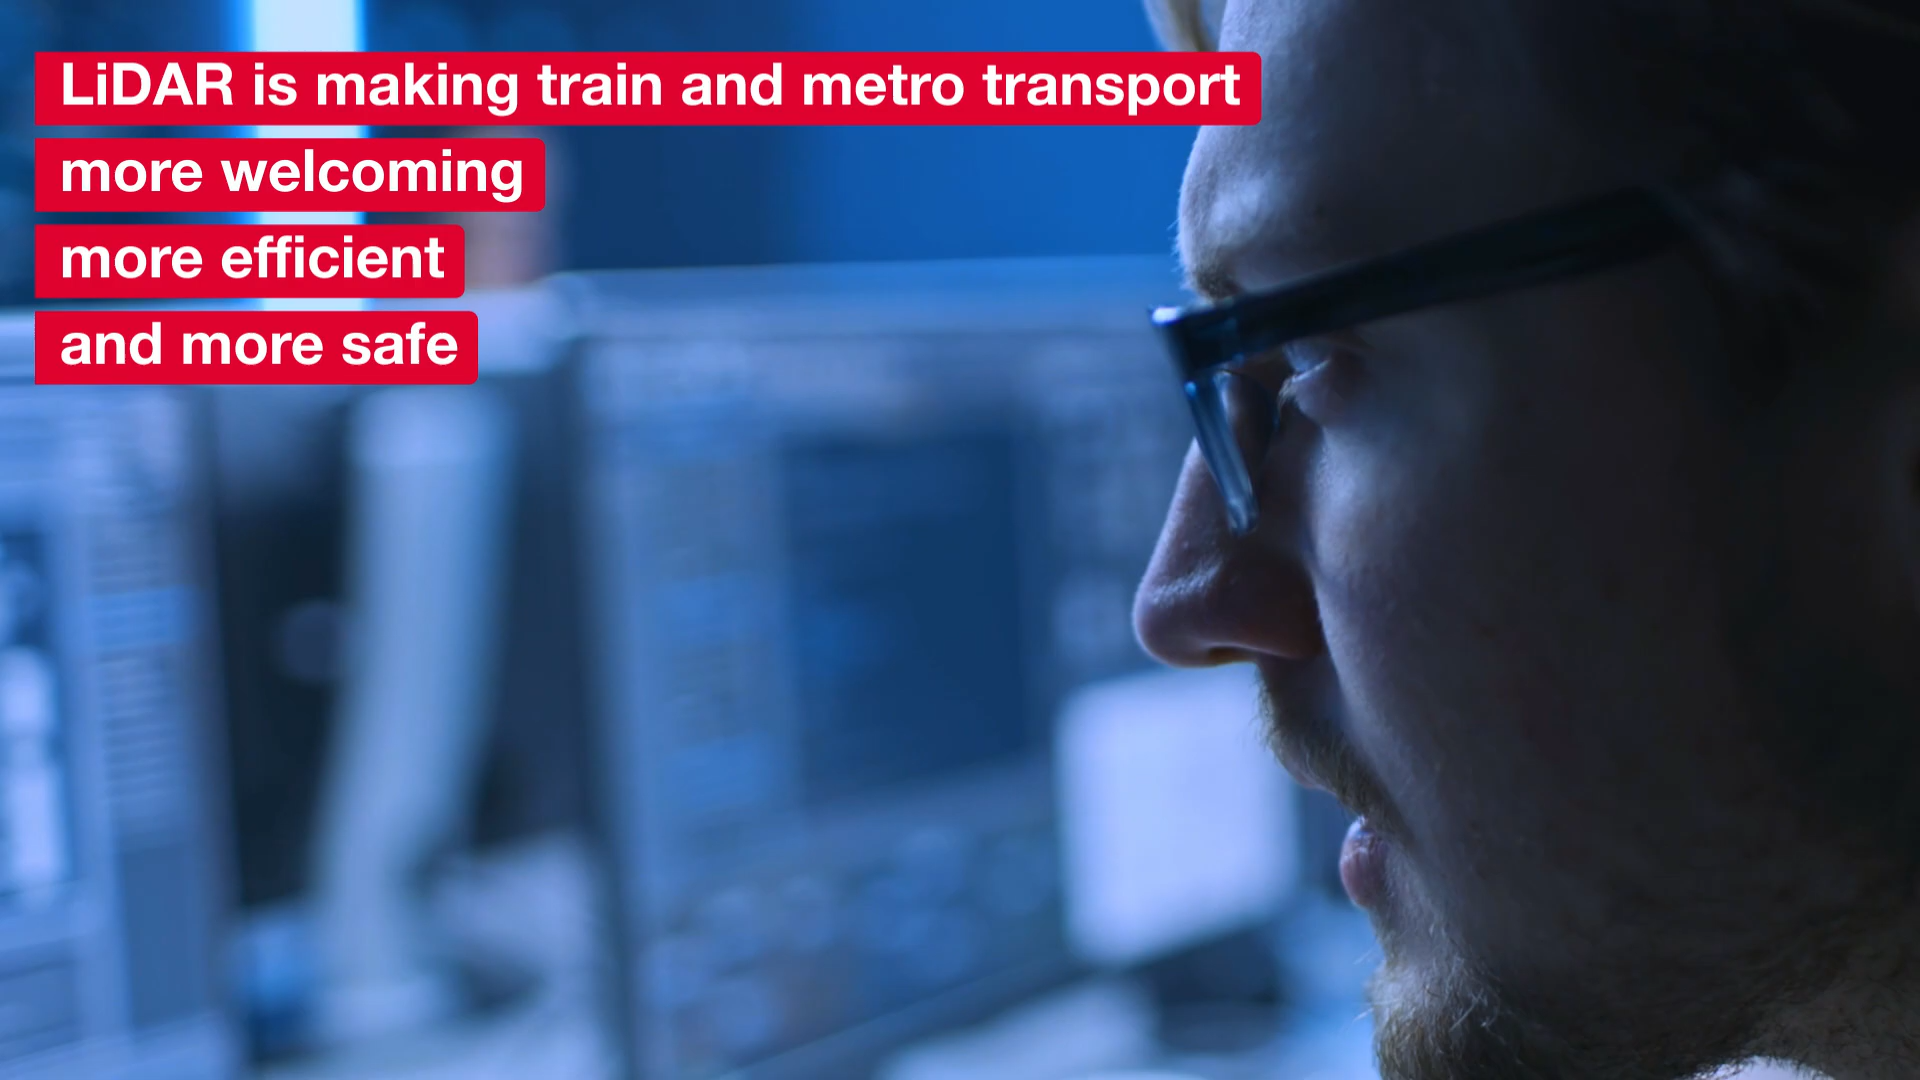 LiDAR is making train and metro transport
more welcoming
more efficient
and more safe